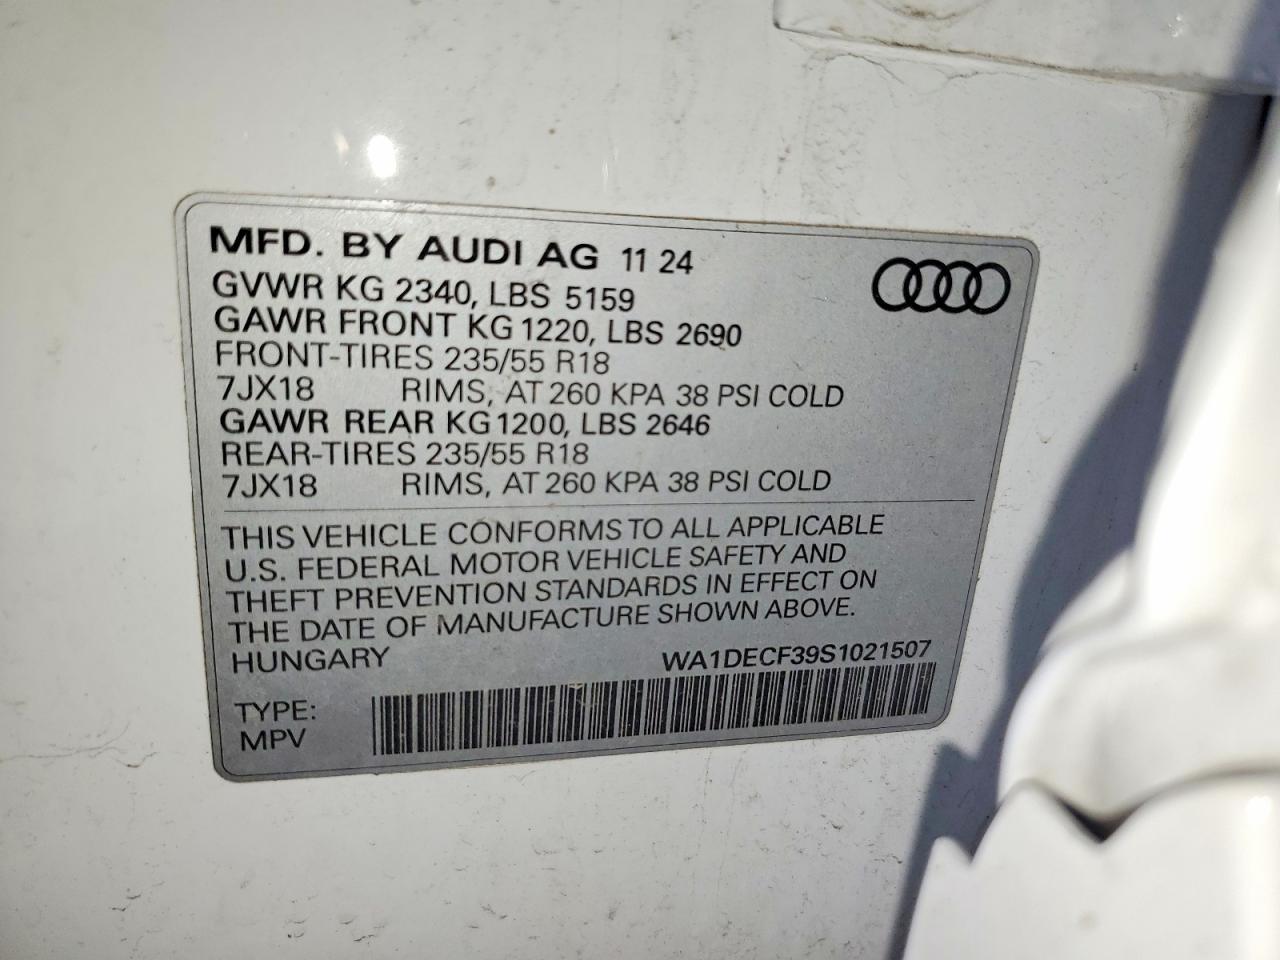 MFD. BY AUDI AG 11 24
GVWR KG 2340, LBS 5159
GAWR FRONT KG 1220, LBS 2690
FRONT-TIRES 235/55 R18
7JX18 RIMS, AT 260 KPA 38 PSI COLD
GAWR REAR KG 1200, LBS 2646
REAR-TIRES 235/55 R18
7JX18 RIMS, AT 260 KPA 38 PSI COLD
THIS VEHICLE CONFORMS TO ALL APPLICABLE
U.S. FEDERAL MOTOR VEHICLE SAFETY AND
THEFT PREVENTION STANDARDS IN EFFECT ON
THE DATE OF MANUFACTURE SHOWN ABOVE.
HUNGARY WA1DECF39S1021507
TYPE:
MPV